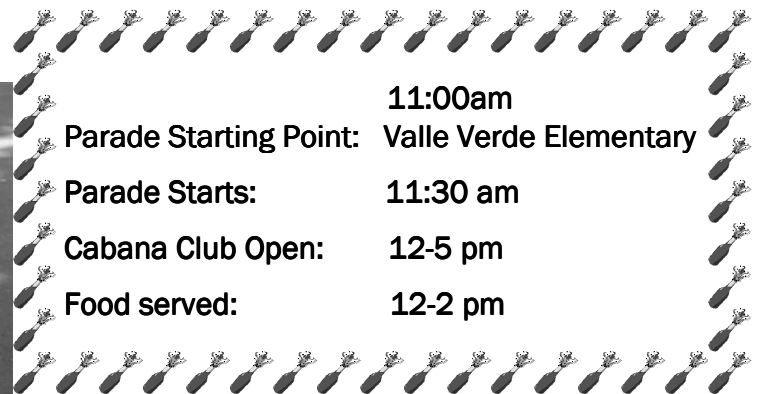 11:00am
Parade Starting Point: Valle Verde Elementary
Parade Starts: 11:30 am
Cabana Club Open: 12-5 pm
Food served: 12-2 pm